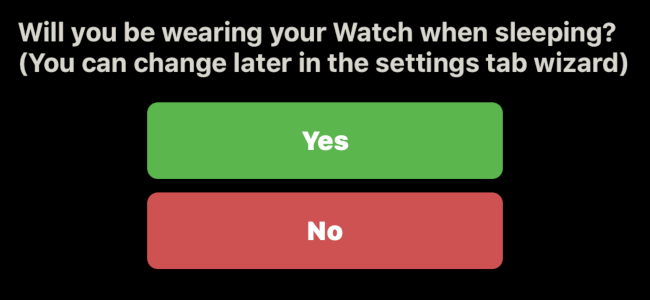 Will you be wearing your Watch when sleeping?
(You can change later in the settings tab wizard)
Yes
No